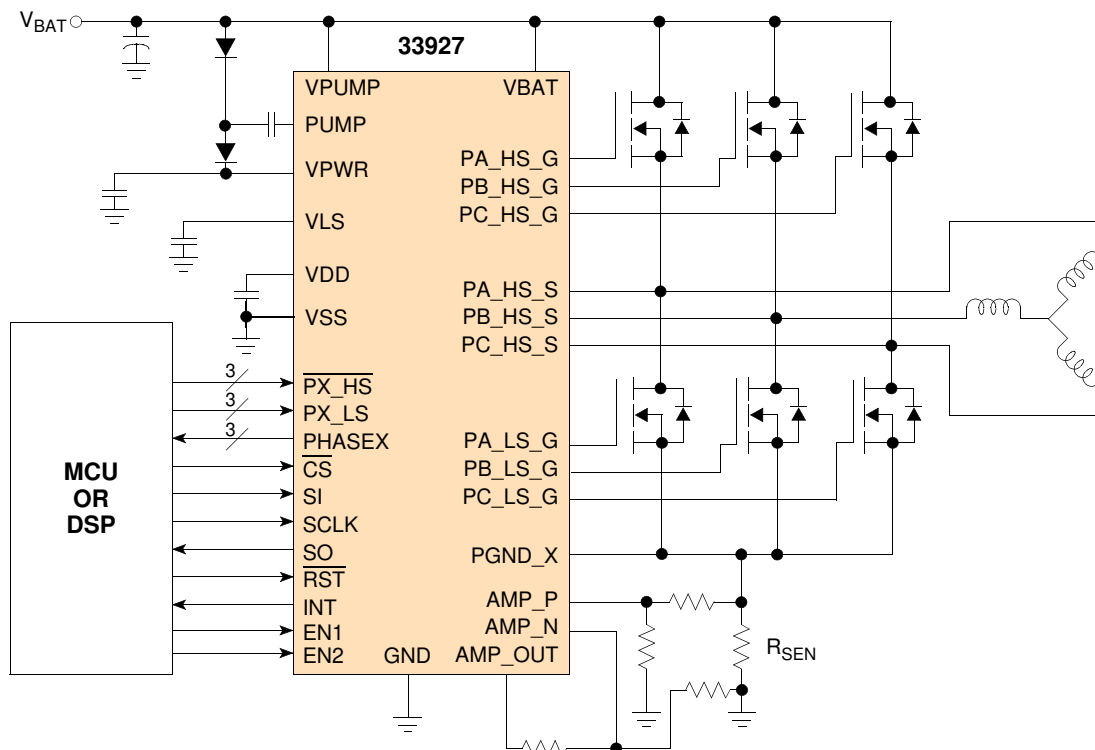 V_BAT
33927
VPUMP
VBAT
PUMP
PA_HS_G
VPWR
PB_HS_G
PC_HS_G
VLS
VDD
PA_HS_S
VSS
PB_HS_S
PC_HS_S
3
PX_HS
3
PX_LS
3
PHASEX
PA_LS_G
CS
PB_LS_G
MCU
OR
DSP
SI
PC_LS_G
SCLK
SO
PGND_X
RST
INT
AMP_P
EN1
AMP_N
EN2
GND
AMP_OUT
R_SEN